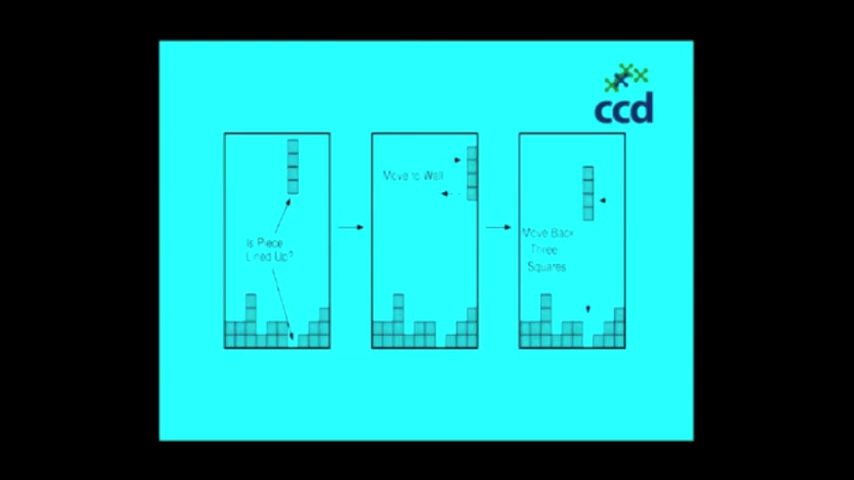 ccd
Is Piece
Lined Up?
Move to Wall
Move Back
Three
Squares